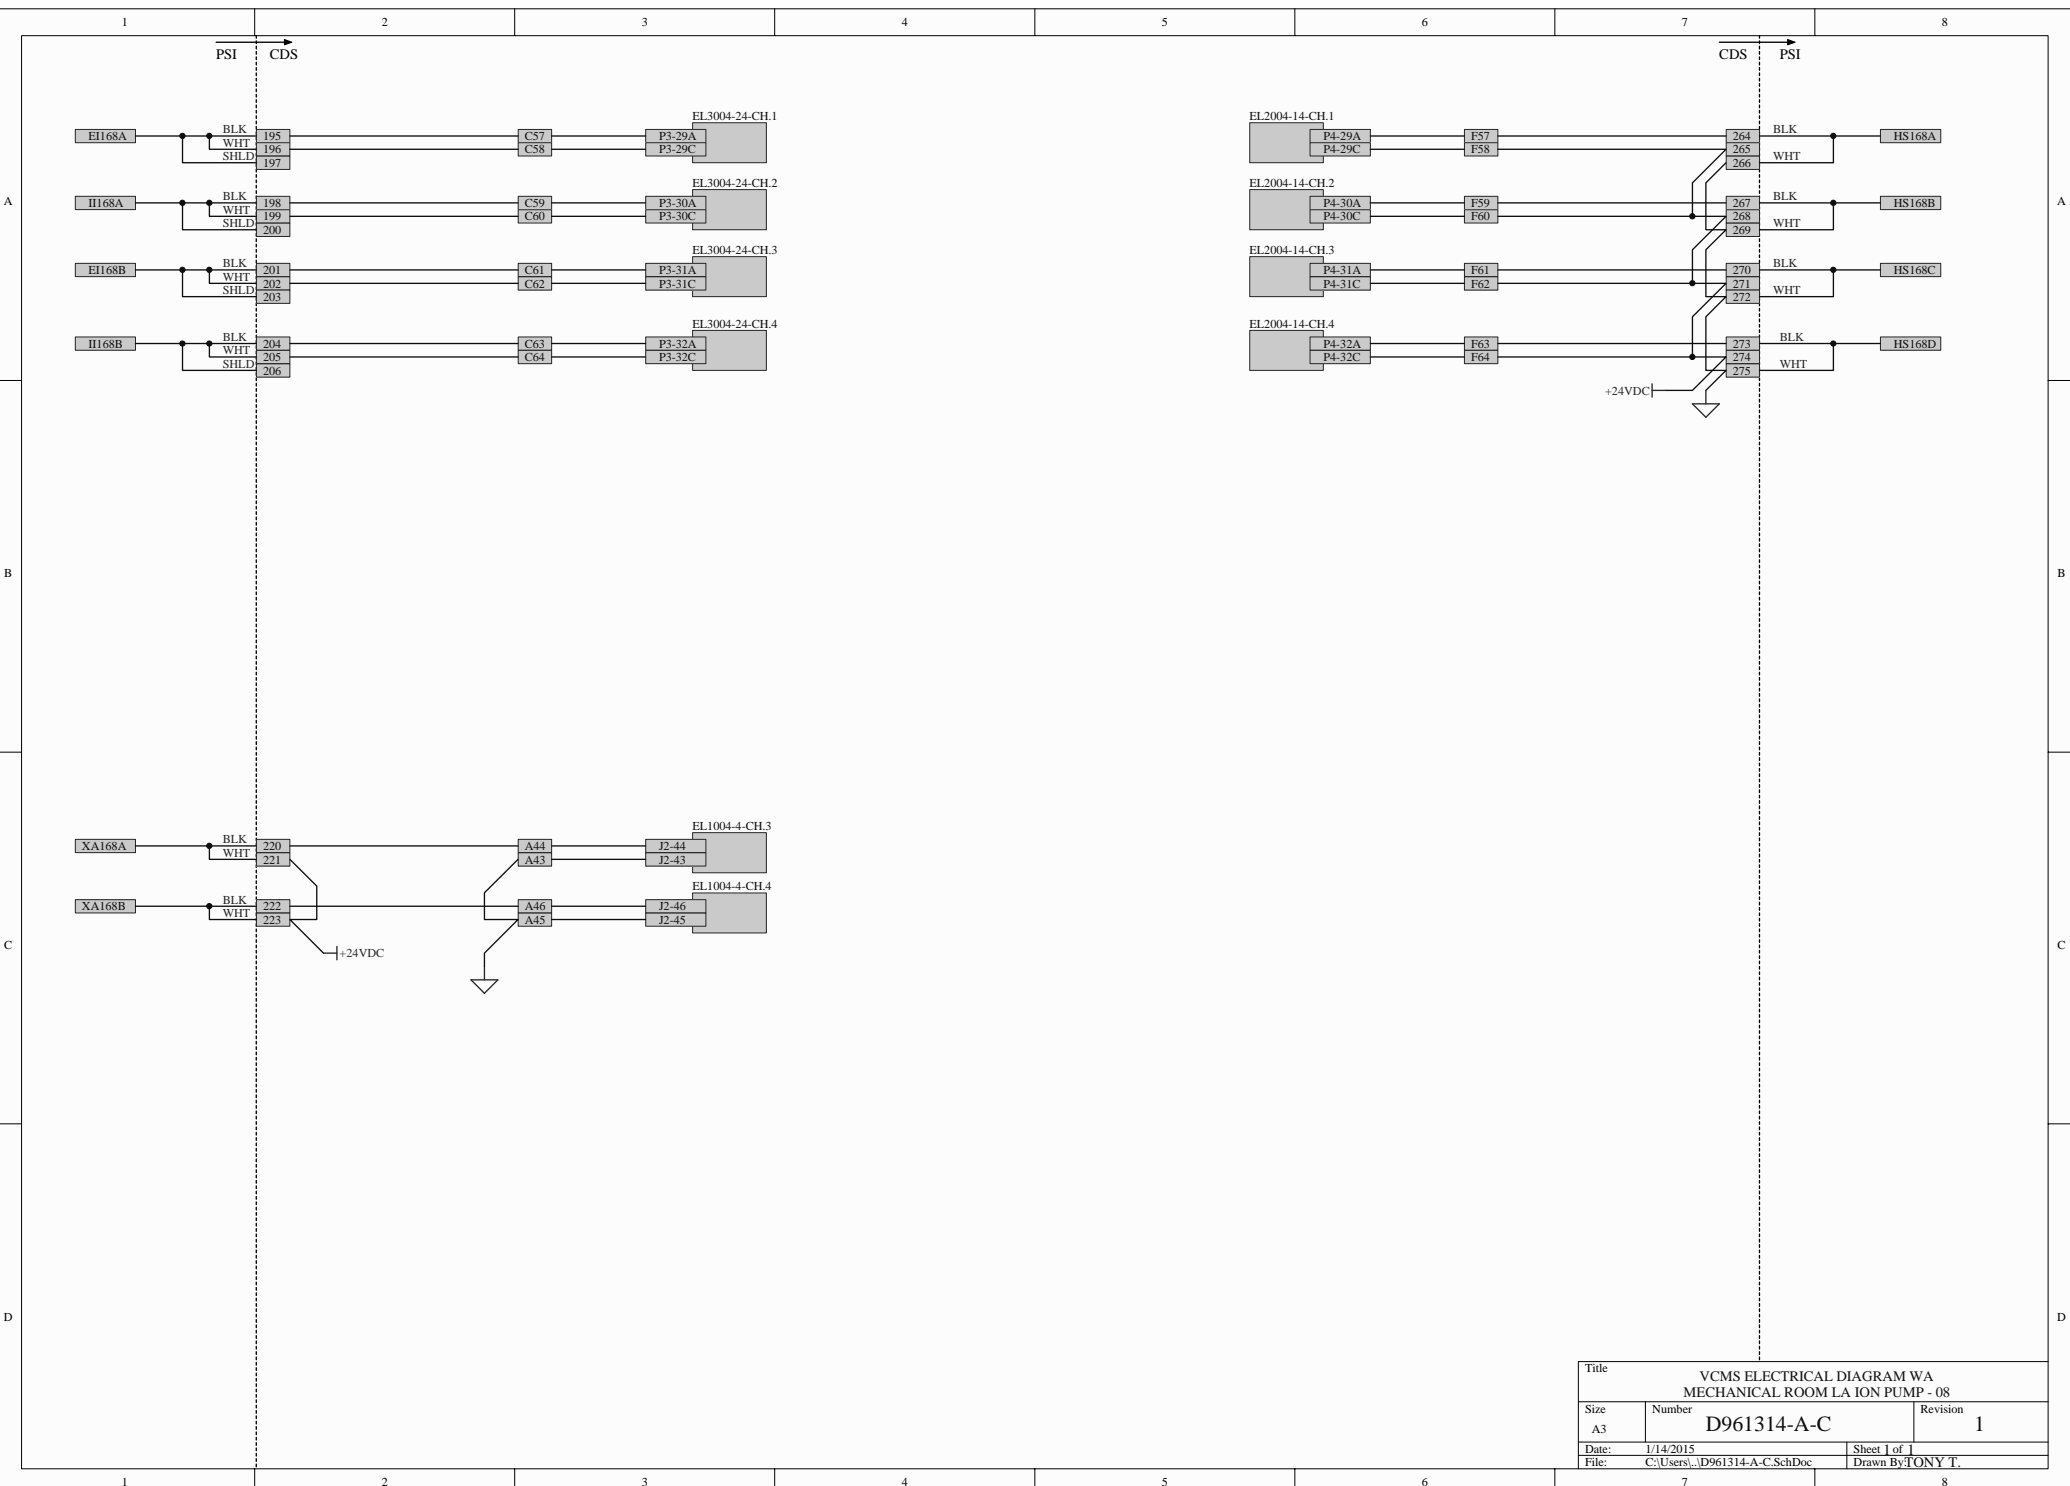 1 2 3 4 5 6 7 8
PSI CDS
CDS PSI
EL3004-24-CH.1
EI168A BLK 195 C57 P3-29A
WHT 196 C58 P3-29C
SHLD 197
EL3004-24-CH.2
II168A BLK 198 C59 P3-30A
WHT 199 C60 P3-30C
SHLD 200
EL3004-24-CH.3
EI168B BLK 201 C61 P3-31A
WHT 202 C62 P3-31C
SHLD 203
EL3004-24-CH.4
II168B BLK 204 C63 P3-32A
WHT 205 C64 P3-32C
SHLD 206
EL2004-14-CH.1
P4-29A F57 264 BLK HS168A
P4-29C F58 265
266 WHT
EL2004-14-CH.2
P4-30A F59 267 BLK HS168B
P4-30C F60 268
269 WHT
EL2004-14-CH.3
P4-31A F61 270 BLK HS168C
P4-31C F62 271
272 WHT
EL2004-14-CH.4
P4-32A F63 273 BLK HS168D
P4-32C F64 274
275 WHT
+24VDC
A A
B B
EL1004-4-CH.3
XA168A BLK 220 A44 J2-44
WHT 221 A43 J2-43
EL1004-4-CH.4
XA168B BLK 222 A46 J2-46
WHT 223 A45 J2-45
+24VDC
C C
D D
Title
VCMS ELECTRICAL DIAGRAM WA
MECHANICAL ROOM LA ION PUMP - 08
Size Number Revision
A3 D961314-A-C 1
Date: 1/14/2015 Sheet 1 of 1
File: C:\Users\..\D961314-A-C.SchDoc Drawn By: TONY T.
1 2 3 4 5 6 7 8